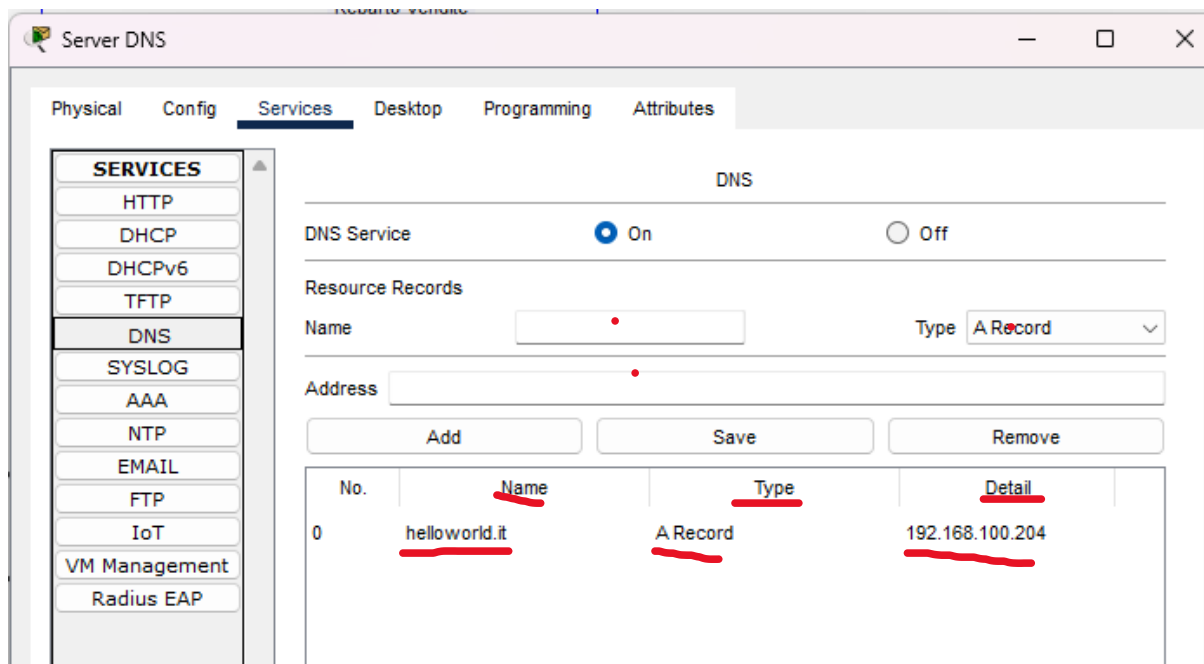 Reparto Vendite
Server DNS
Physical Config Services Desktop Programming Attributes
SERVICES
HTTP
DHCP
DHCPv6
TFTP
DNS
SYSLOG
AAA
NTP
EMAIL
FTP
IoT
VM Management
Radius EAP
DNS
DNS Service On Off
Resource Records
Name Type A Record
Address
Add Save Remove
No. Name Type Detail
0 helloworld.it A Record 192.168.100.204